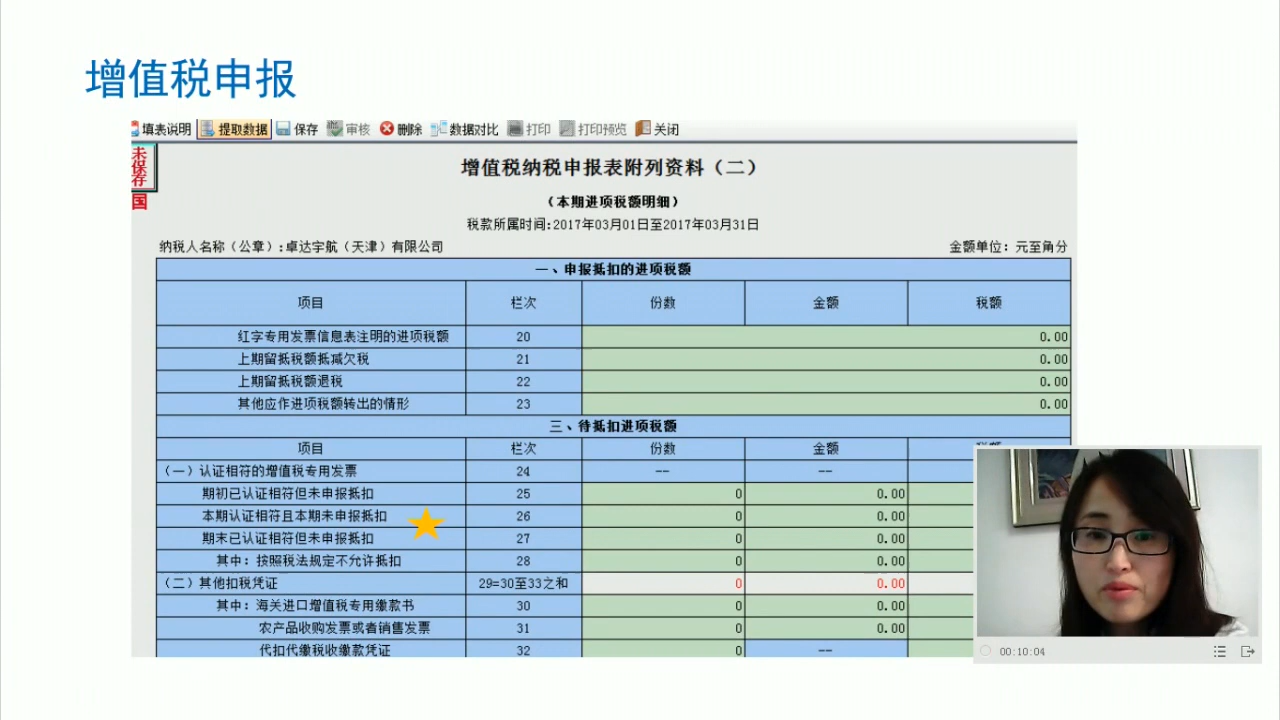 增值税申报
填表说明 提取数据 保存 审核 删除 数据对比 打印 打印预览 关闭
未保存
国
增值税纳税申报表附列资料（二）
（本期进项税额明细）
税款所属时间:2017年03月01日至2017年03月31日
纳税人名称（公章）:卓达宇航（天津）有限公司 金额单位：元至角分
一、申报抵扣的进项税额
项目 栏次 份数 金额 税额
红字专用发票信息表注明的进项税额 20 0.00
上期留抵税额抵减欠税 21 0.00
上期留抵税额退税 22 0.00
其他应作进项税额转出的情形 23 0.00
三、待抵扣进项税额
项目 栏次 份数 金额
（一）认证相符的增值税专用发票 24 -- --
期初已认证相符但未申报抵扣 25 0 0.00
本期认证相符且本期未申报抵扣 26 0 0.00
期末已认证相符但未申报抵扣 27 0 0.00
其中：按照税法规定不允许抵扣 28 0 0.00
（二）其他扣税凭证 29=30至33之和 0 0.00
其中：海关进口增值税专用缴款书 30 0 0.00
农产品收购发票或者销售发票 31 0 0.00
代扣代缴税收缴款凭证 32 0 --
00:10:04